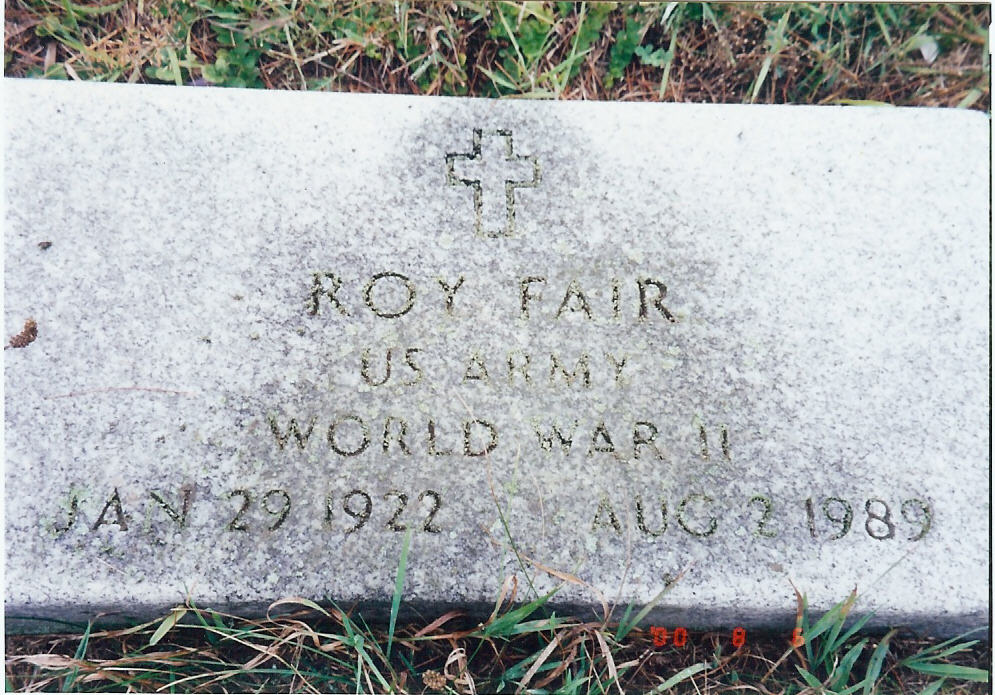 ROY FAIR
US ARMY
WORLD WAR II
JAN 29 1922 AUG 2 1989
'00 8 6